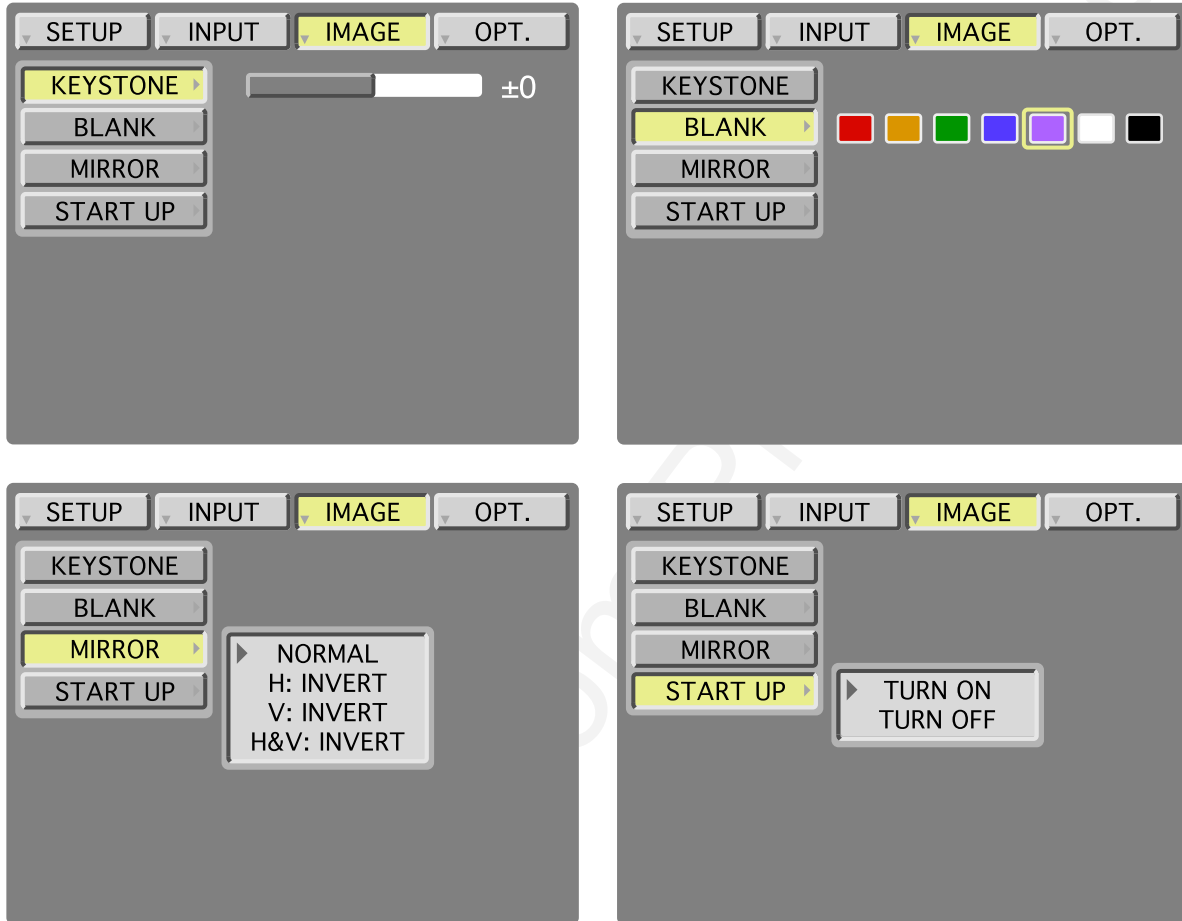 SETUP INPUT IMAGE OPT.
KEYSTONE ±0
BLANK
MIRROR
START UP
SETUP INPUT IMAGE OPT.
KEYSTONE
BLANK
MIRROR
START UP
SETUP INPUT IMAGE OPT.
KEYSTONE
BLANK
MIRROR
START UP
NORMAL
H: INVERT
V: INVERT
H&V: INVERT
SETUP INPUT IMAGE OPT.
KEYSTONE
BLANK
MIRROR
START UP
TURN ON
TURN OFF